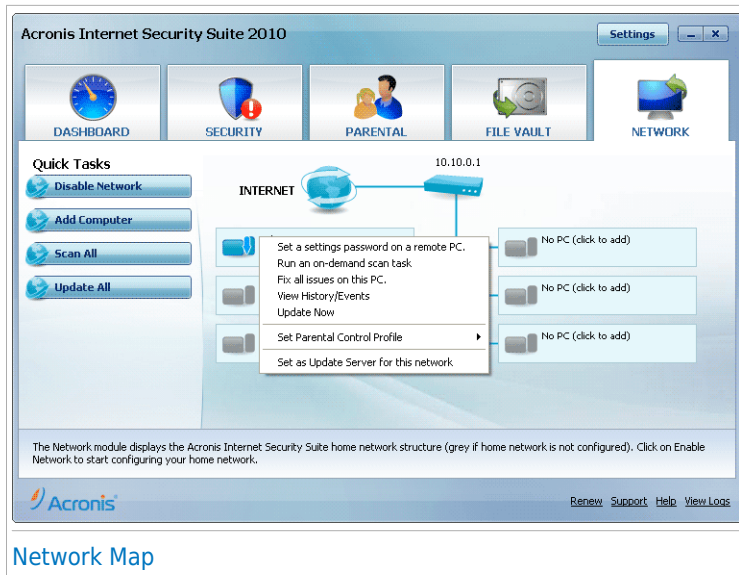 Acronis Internet Security Suite 2010
Settings
DASHBOARD
SECURITY
PARENTAL
FILE VAULT
NETWORK
Quick Tasks
Disable Network
Add Computer
Scan All
Update All
10.10.0.1
INTERNET
Set a settings password on a remote PC.
Run an on-demand scan task
Fix all issues on this PC.
View History/Events
Update Now
Set Parental Control Profile
Set as Update Server for this network
No PC (click to add)
No PC (click to add)
No PC (click to add)
The Network module displays the Acronis Internet Security Suite home network structure (grey if home network is not configured). Click on Enable
Network to start configuring your home network.
Acronis
Renew Support Help View Logs
Network Map